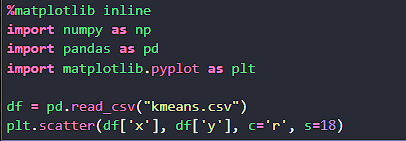 %matplotlib inline
import numpy as np
import pandas as pd
import matplotlib.pyplot as plt
df = pd.read_csv("kmeans.csv")
plt.scatter(df['x'], df['y'], c='r', s=18)